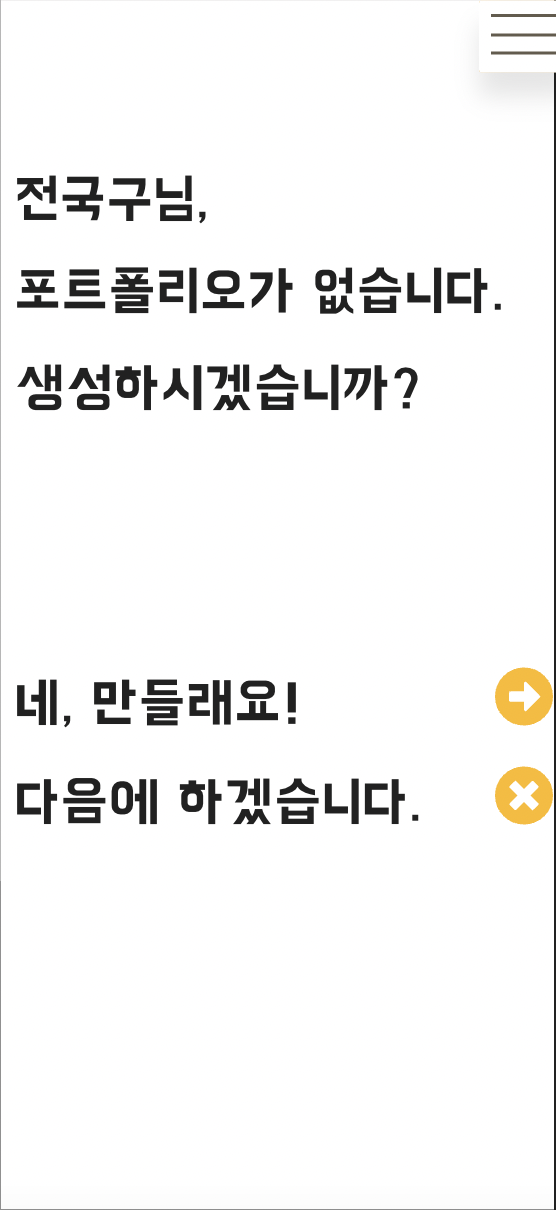 전국구님,
포트폴리오가 없습니다.
생성하시겠습니까?
네, 만들래요!
다음에 하겠습니다.